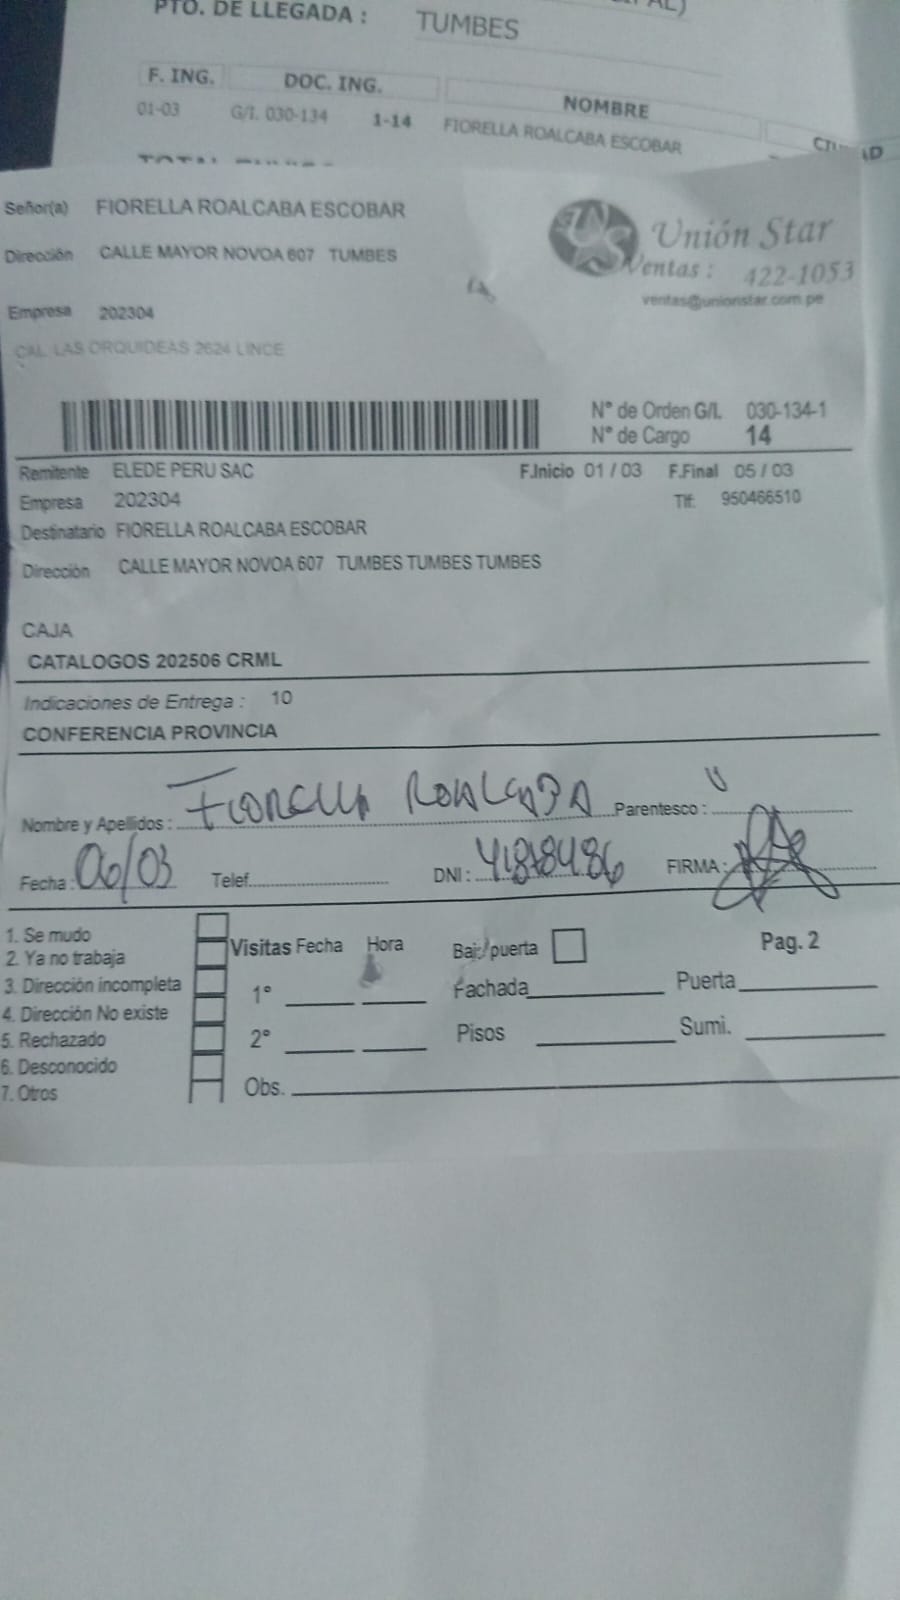 PTO. DE LLEGADA : TUMBES
F. ING. DOC. ING. NOMBRE
01-03 G/I. 030-134 1-14 FIORELLA ROALCABA ESCOBAR
Señor(a) FIORELLA ROALCABA ESCOBAR
Dirección CALLE MAYOR NOVOA 607 TUMBES
Unión Star
Ventas : 422-1053
ventas@unionstar.com.pe
Empresa 202304
CAL. LAS ORQUIDEAS 2624 LINCE
N° de Orden G/I. 030-134-1
N° de Cargo 14
Remitente ELEDE PERU SAC F.Inicio 01 / 03 F.Final 05 / 03
Empresa 202304 Tlf: 950466510
Destinatario FIORELLA ROALCABA ESCOBAR
Dirección CALLE MAYOR NOVOA 607 TUMBES TUMBES TUMBES
CAJA
CATALOGOS 202506 CRML
Indicaciones de Entrega : 10
CONFERENCIA PROVINCIA
Nombre y Apellidos : FIORELLA ROALCABA Parentesco :
Fecha : 06/03 Telef. DNI : 41878486 FIRMA :
1. Se mudo
2. Ya no trabaja
3. Dirección incompleta
4. Dirección No existe
5. Rechazado
6. Desconocido
7. Otros
Visitas Fecha Hora Baj./puerta Pag. 2
1° Fachada Puerta
2° Pisos Sumi.
Obs.